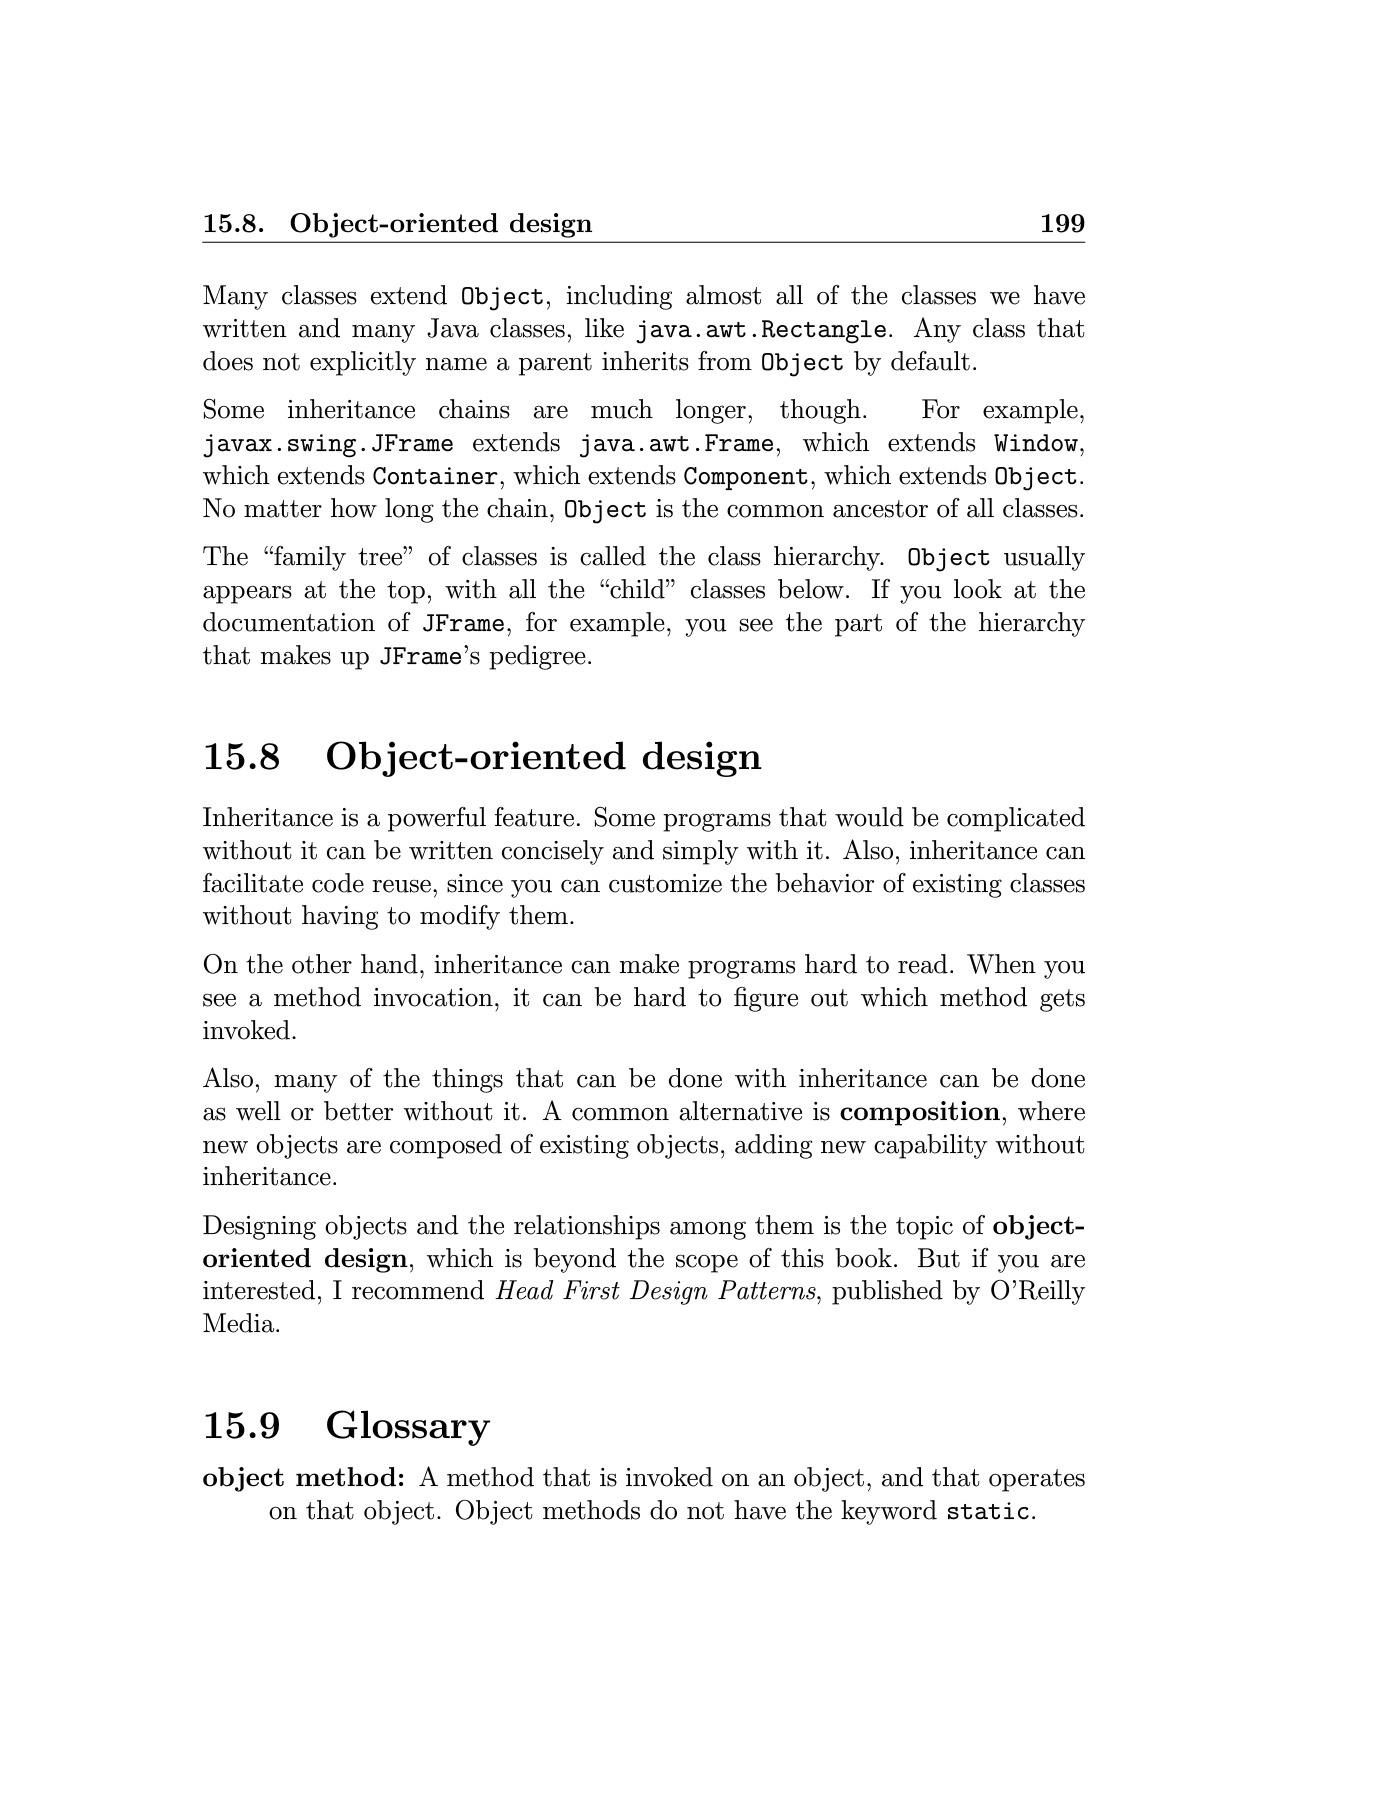 15.8. Object-oriented design 199
Many classes extend Object, including almost all of the classes we have
written and many Java classes, like java.awt.Rectangle. Any class that
does not explicitly name a parent inherits from Object by default.
Some inheritance chains are much longer, though. For example,
javax.swing.JFrame extends java.awt.Frame, which extends Window,
which extends Container, which extends Component, which extends Object.
No matter how long the chain, Object is the common ancestor of all classes.
The “family tree” of classes is called the class hierarchy. Object usually
appears at the top, with all the “child” classes below. If you look at the
documentation of JFrame, for example, you see the part of the hierarchy
that makes up JFrame’s pedigree.
15.8 Object-oriented design
Inheritance is a powerful feature. Some programs that would be complicated
without it can be written concisely and simply with it. Also, inheritance can
facilitate code reuse, since you can customize the behavior of existing classes
without having to modify them.
On the other hand, inheritance can make programs hard to read. When you
see a method invocation, it can be hard to figure out which method gets
invoked.
Also, many of the things that can be done with inheritance can be done
as well or better without it. A common alternative is composition, where
new objects are composed of existing objects, adding new capability without
inheritance.
Designing objects and the relationships among them is the topic of object-
oriented design, which is beyond the scope of this book. But if you are
interested, I recommend Head First Design Patterns, published by O’Reilly
Media.
15.9 Glossary
object method: A method that is invoked on an object, and that operates
on that object. Object methods do not have the keyword static.